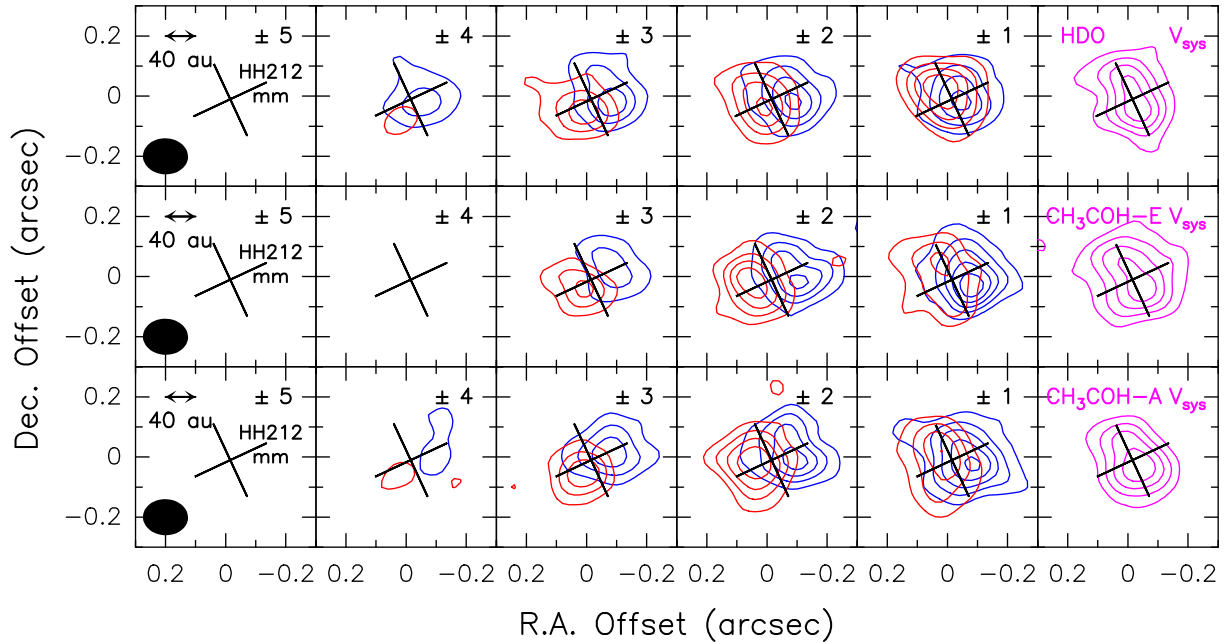 0.2 ± 5 ± 4 ± 3 ± 2 ± 1 HDO V_sys
40 au HH212
mm
0
−0.2
0.2 ± 5 ± 4 ± 3 ± 2 ± 1 CH₃COH−E V_sys
40 au HH212
mm
0
−0.2
0.2 ± 5 ± 4 ± 3 ± 2 ± 1 CH₃COH−A V_sys
40 au HH212
mm
0
−0.2
Dec. Offset (arcsec)
0.2 0 −0.2 0.2 0 −0.2 0.2 0 −0.2 0.2 0 −0.2 0.2 0 −0.2 0.2 0 −0.2
R.A. Offset (arcsec)